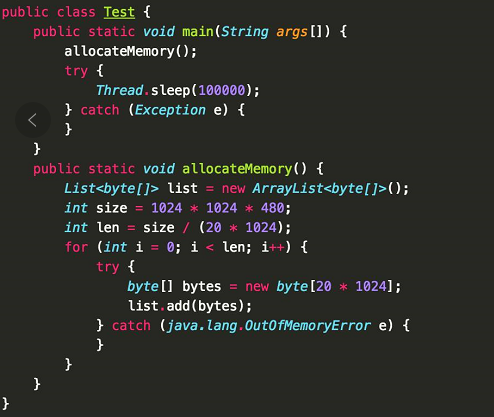 public class Test {
    public static void main(String args[]) {
        allocateMemory();
        try {
            Thread.sleep(100000);
        } catch (Exception e) {
        }
    }
    public static void allocateMemory() {
        List<byte[]> list = new ArrayList<byte[]>();
        int size = 1024 * 1024 * 480;
        int len = size / (20 * 1024);
        for (int i = 0; i < len; i++) {
            try {
                byte[] bytes = new byte[20 * 1024];
                list.add(bytes);
            } catch (java.lang.OutOfMemoryError e) {
            }
        }
    }
}